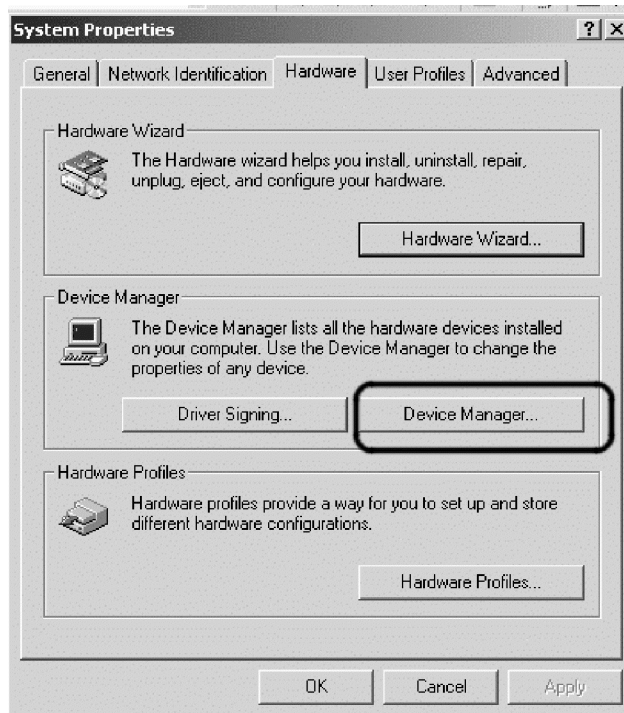 System Properties
General Network Identification Hardware User Profiles Advanced
Hardware Wizard
The Hardware wizard helps you install, uninstall, repair,
unplug, eject, and configure your hardware.
Hardware Wizard...
Device Manager
The Device Manager lists all the hardware devices installed
on your computer. Use the Device Manager to change the
properties of any device.
Driver Signing... Device Manager...
Hardware Profiles
Hardware profiles provide a way for you to set up and store
different hardware configurations.
Hardware Profiles...
OK Cancel Apply